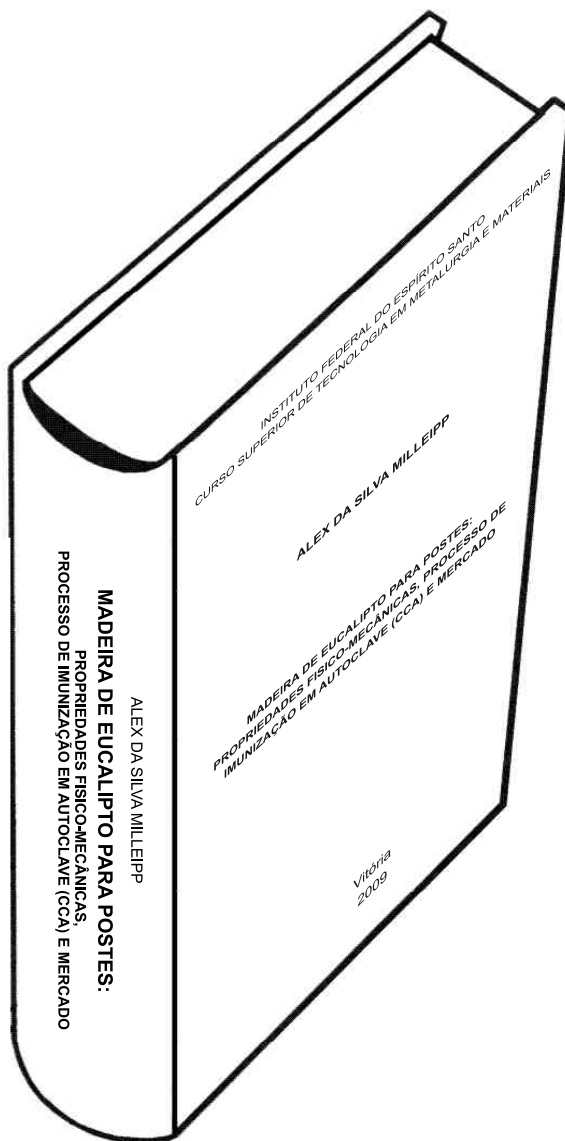 INSTITUTO FEDERAL DO ESPÍRITO SANTO
CURSO SUPERIOR DE TECNOLOGIA EM METALURGIA E MATERIAIS
ALEX DA SILVA MILLEIPP
MADEIRA DE EUCALIPTO PARA POSTES:
PROPRIEDADES FISICO-MECÂNICAS, PROCESSO DE
IMUNIZAÇÃO EM AUTOCLAVE (CCA) E MERCADO
Vitória
2009
ALEX DA SILVA MILLEIPP
MADEIRA DE EUCALIPTO PARA POSTES:
PROPRIEDADES FISICO-MECÂNICAS,
PROCESSO DE IMUNIZAÇÃO EM AUTOCLAVE (CCA) E MERCADO